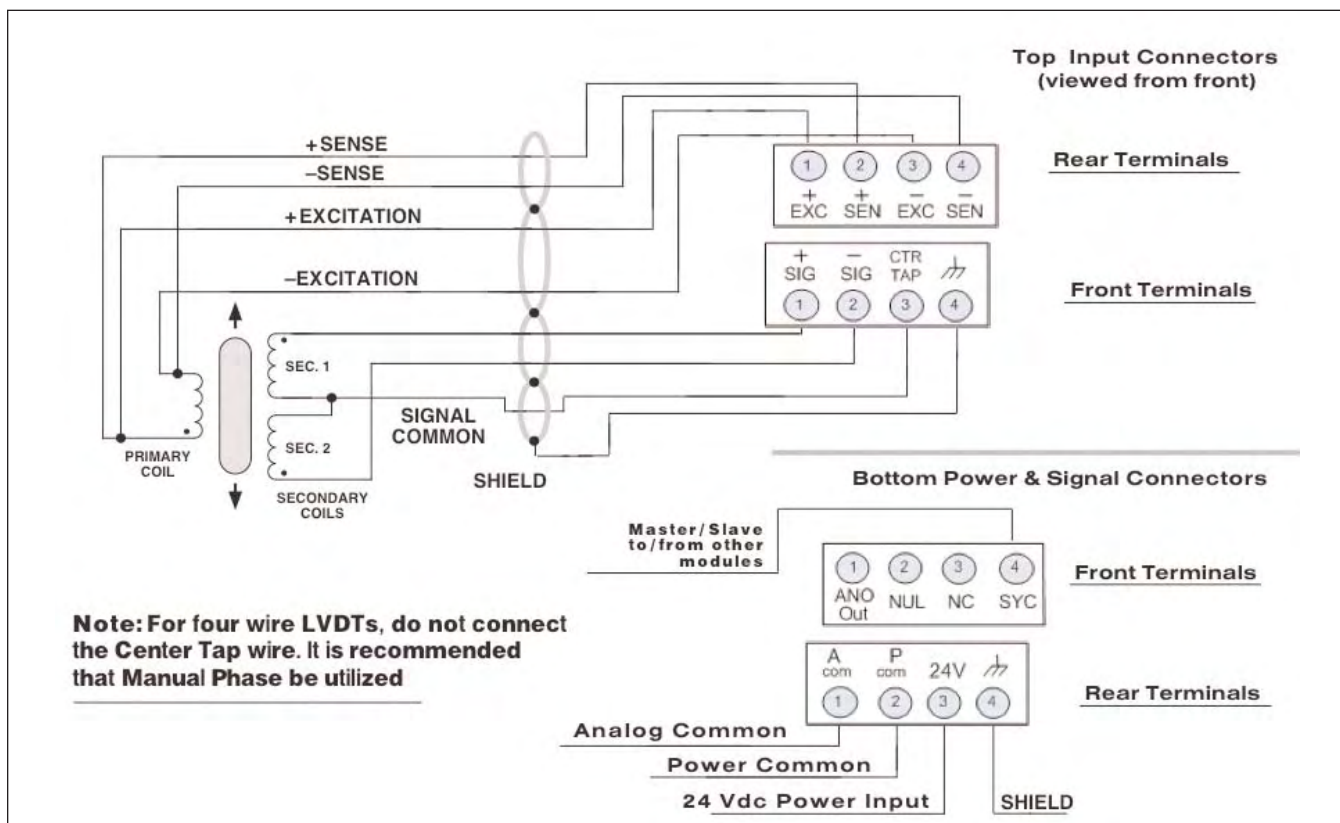 Top Input Connectors
(viewed from front)
+SENSE
–SENSE
+EXCITATION
–EXCITATION
1 2 3 4
+ + – –
EXC SEN EXC SEN
Rear Terminals
+ – CTR
SIG SIG TAP
1 2 3 4
Front Terminals
SEC. 1
SEC. 2
SIGNAL
COMMON
PRIMARY
COIL
SECONDARY
COILS
SHIELD
Bottom Power & Signal Connectors
Master/Slave
to/from other
modules
1 2 3 4
ANO NUL NC SYC
Out
Front Terminals
Note: For four wire LVDTs, do not connect
the Center Tap wire. It is recommended
that Manual Phase be utilized
A P 24V
com com
1 2 3 4
Rear Terminals
Analog Common
Power Common
24 Vdc Power Input
SHIELD